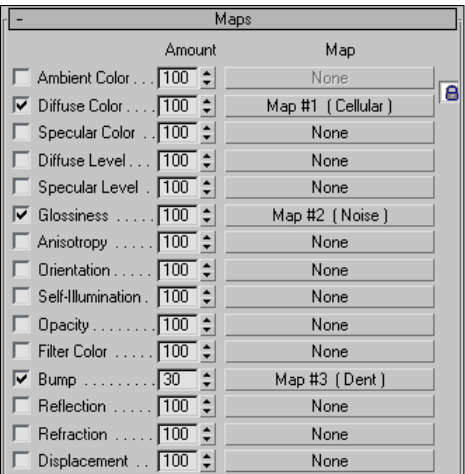 - Maps -
Amount Map
Ambient Color . . . 100 None
Diffuse Color . . . . 100 Map #1 ( Cellular )
Specular Color . . 100 None
Diffuse Level . . . . 100 None
Specular Level . 100 None
Glossiness . . . . . 100 Map #2 ( Noise )
Anisotropy . . . . . 100 None
Orientation . . . . . 100 None
Self-Illumination . 100 None
Opacity . . . . . . . . 100 None
Filter Color . . . . . 100 None
Bump . . . . . . . . . 30 Map #3 ( Dent )
Reflection . . . . . 100 None
Refraction . . . . . 100 None
Displacement . . 100 None